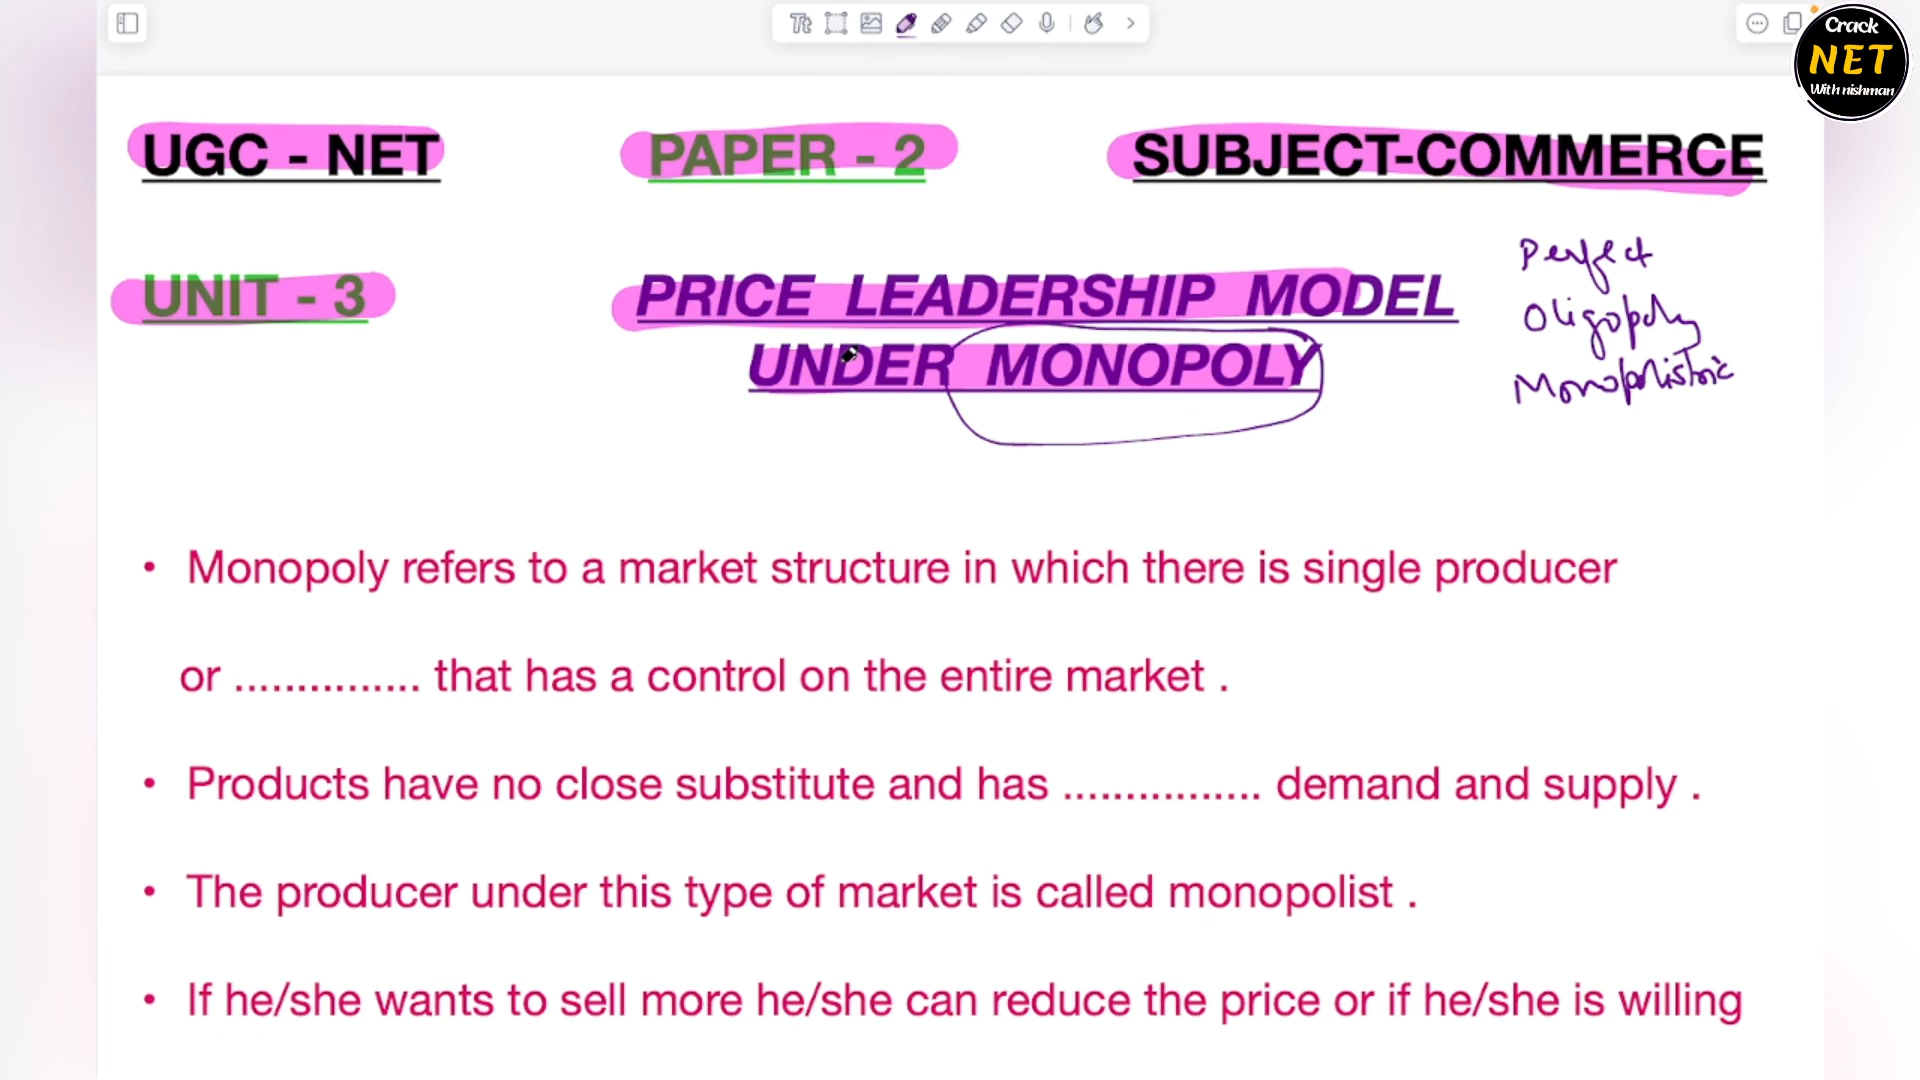 Crack
NET
With nishman
UGC - NET PAPER - 2 SUBJECT-COMMERCE
UNIT - 3 PRICE LEADERSHIP MODEL
UNDER MONOPOLY
Perfect
Oligopoly
Monopolistic
• Monopoly refers to a market structure in which there is single producer
or ............... that has a control on the entire market .
• Products have no close substitute and has ................ demand and supply .
• The producer under this type of market is called monopolist .
• If he/she wants to sell more he/she can reduce the price or if he/she is willing